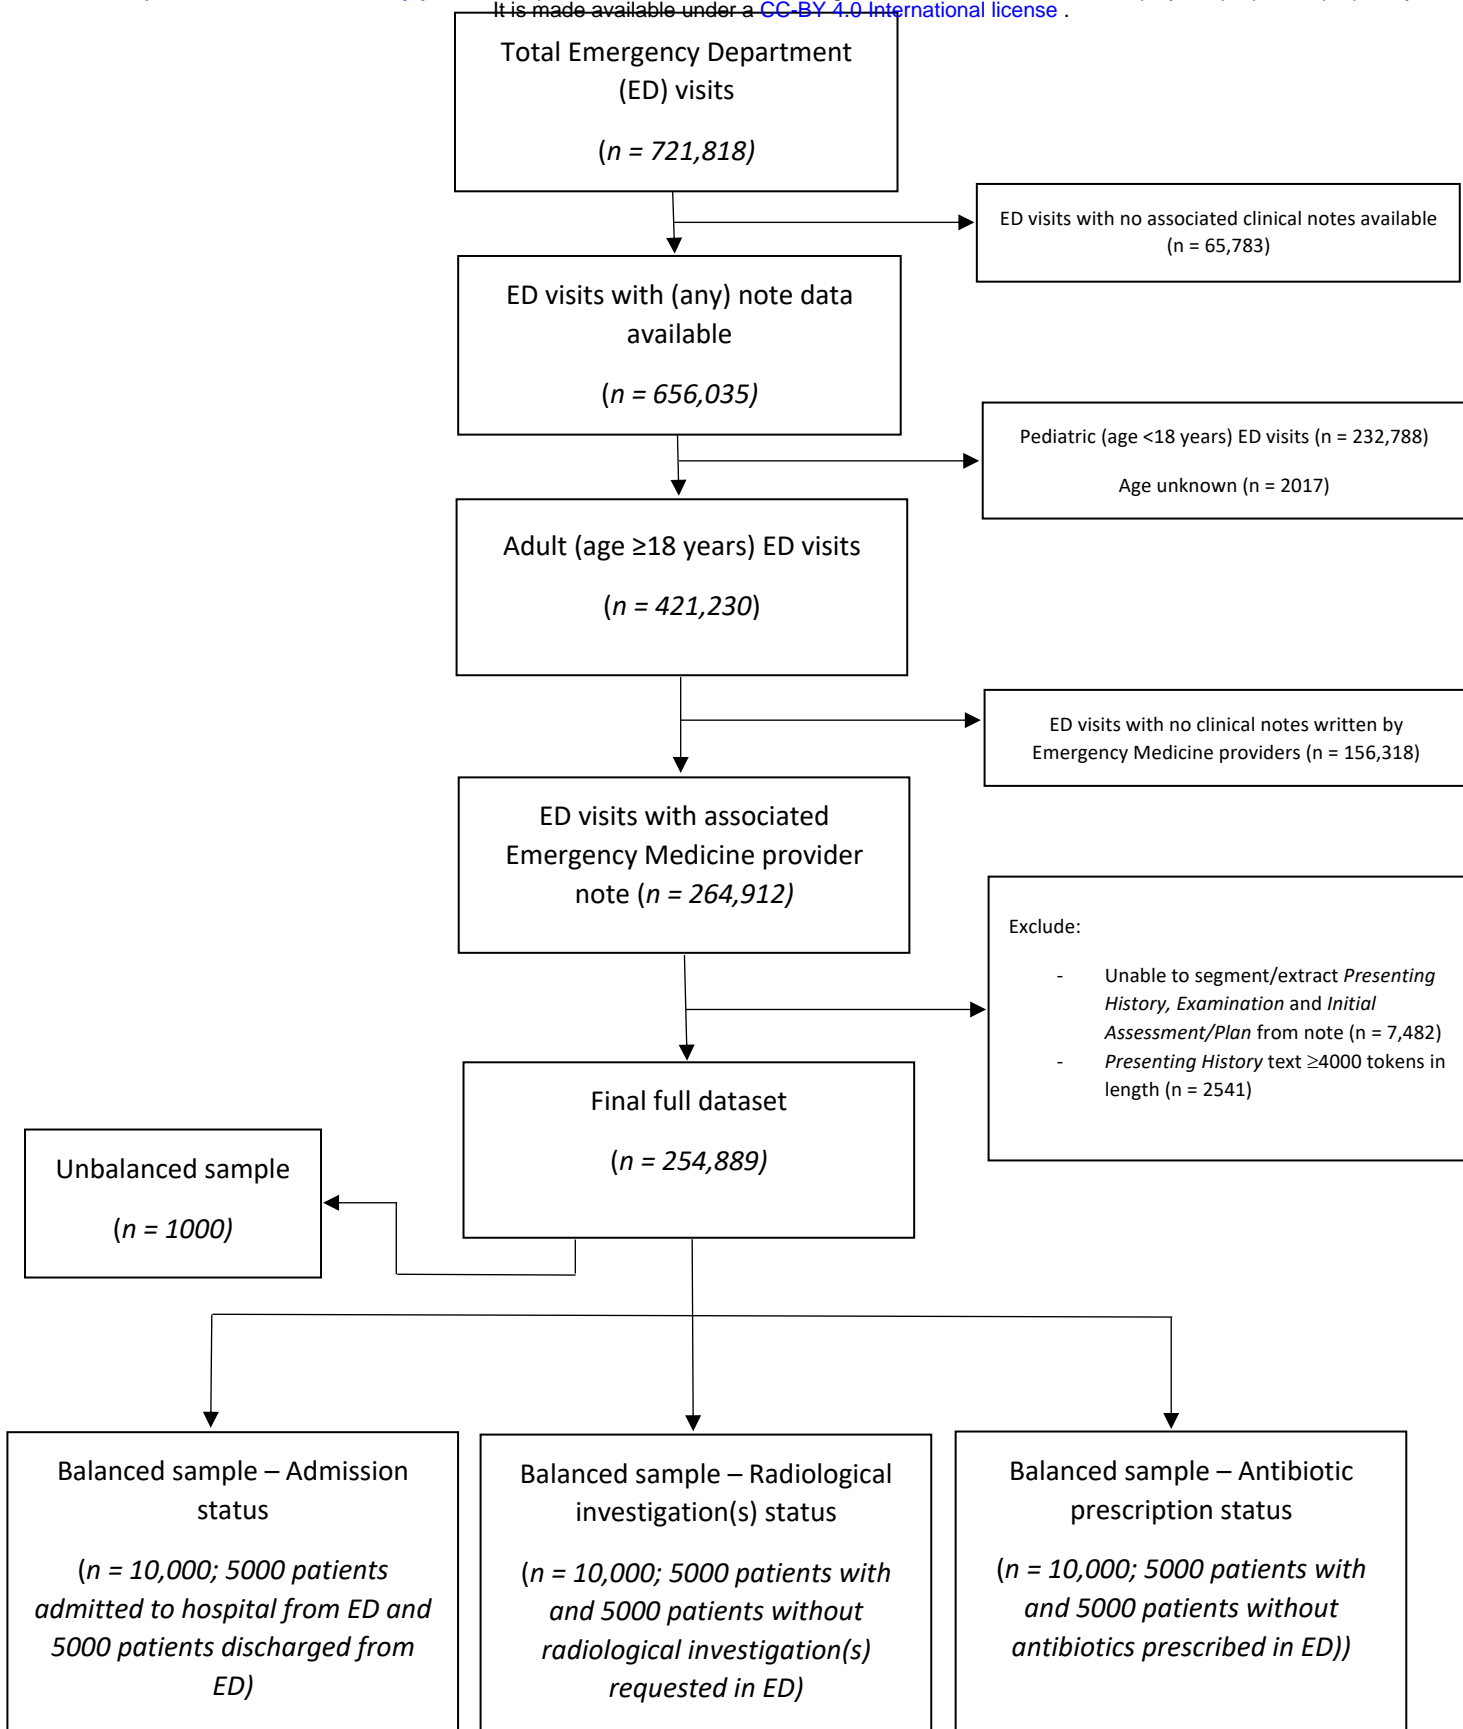 It is made available under a CC-BY 4.0 International license .
Total Emergency Department
(ED) visits
(n = 721,818)
ED visits with no associated clinical notes available
(n = 65,783)
ED visits with (any) note data
available
(n = 656,035)
Pediatric (age <18 years) ED visits (n = 232,788)
Age unknown (n = 2017)
Adult (age ≥18 years) ED visits
(n = 421,230)
ED visits with no clinical notes written by
Emergency Medicine providers (n = 156,318)
ED visits with associated
Emergency Medicine provider
note (n = 264,912)
Exclude:
- Unable to segment/extract Presenting
History, Examination and Initial
Assessment/Plan from note (n = 7,482)
- Presenting History text ≥4000 tokens in
length (n = 2541)
Final full dataset
(n = 254,889)
Unbalanced sample
(n = 1000)
Balanced sample – Admission
status
(n = 10,000; 5000 patients
admitted to hospital from ED and
5000 patients discharged from
ED)
Balanced sample – Radiological
investigation(s) status
(n = 10,000; 5000 patients with
and 5000 patients without
radiological investigation(s)
requested in ED)
Balanced sample – Antibiotic
prescription status
(n = 10,000; 5000 patients with
and 5000 patients without
antibiotics prescribed in ED))